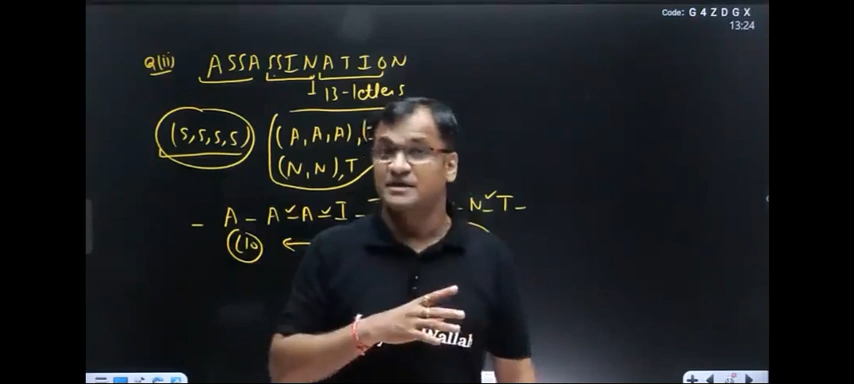 Code: G 4 Z D G X
13:24
Q(ii) ASSASSINATION
13-letters
(S,S,S,S) (A,A,A),
(N,N),T
- A - A - A - I - - N - T -
(10) ←
Wallah